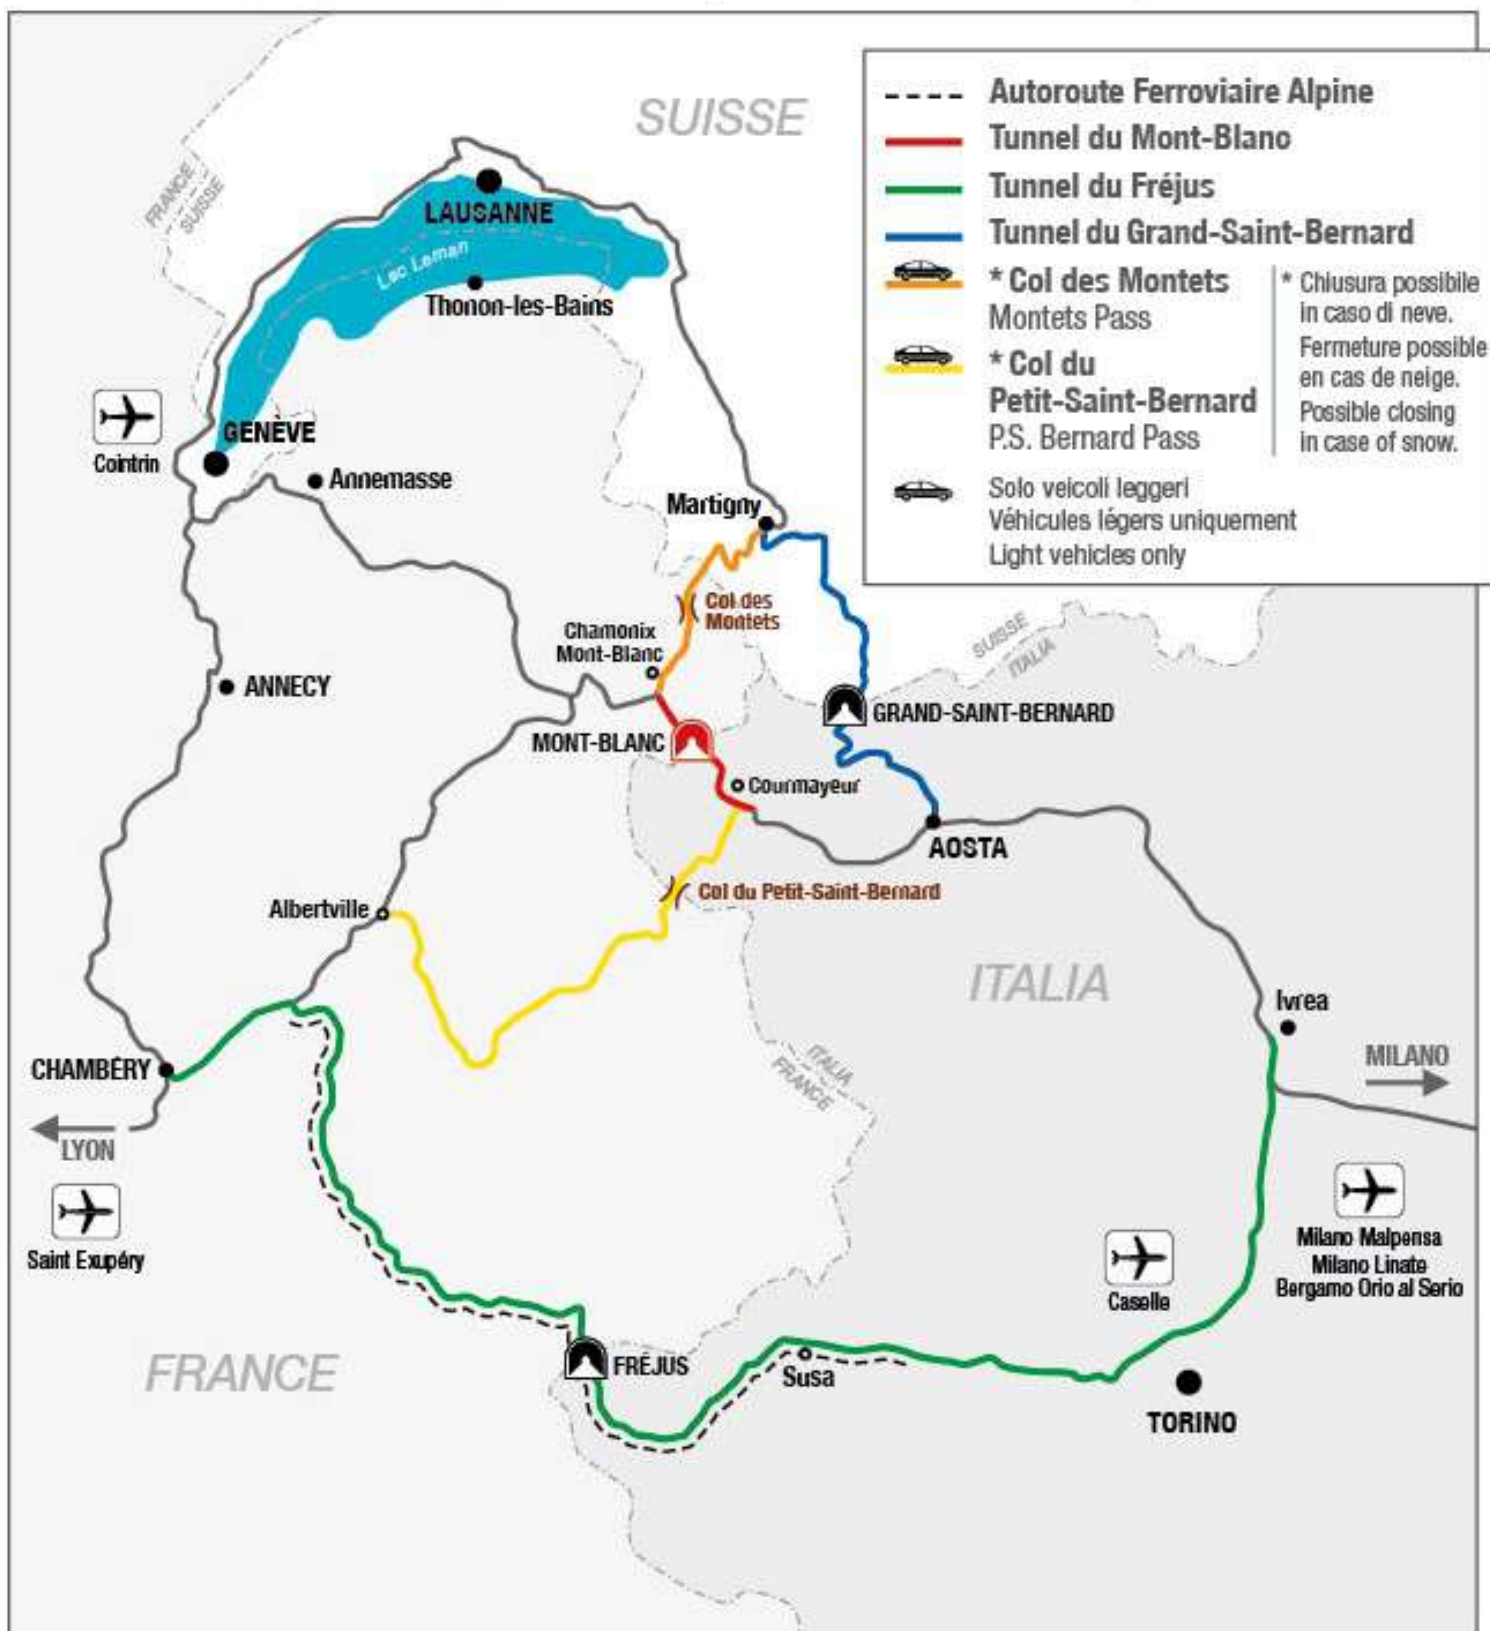 SUISSE
Autoroute Ferroviaire Alpine
Tunnel du Mont-Blanc
Tunnel du Fréjus
Tunnel du Grand-Saint-Bernard
* Col des Montets
Montets Pass
* Col du
Petit-Saint-Bernard
P.S. Bernard Pass
* Chiusura possibile
in caso di neve.
Fermeture possible
en cas de neige.
Possible closing
in case of snow.
Solo veicoli leggeri
Véhicules légers uniquement
Light vehicles only
FRANCE
SUISSE
LAUSANNE
Lac Leman
Thonon-les-Bains
GENÈVE
Cointrin
Annemasse
Martigny
Col des
Montets
Chamonix
Mont-Blanc
SUISSE
ITALIA
ANNECY
GRAND-SAINT-BERNARD
MONT-BLANC
Courmayeur
AOSTA
Col du Petit-Saint-Bernard
Albertville
ITALIA
Ivrea
MILANO
ITALIA
FRANCE
CHAMBÉRY
LYON
Saint Exupéry
Milano Malpensa
Milano Linate
Bergamo Orio al Serio
Caselle
FRANCE
FRÉJUS
Susa
TORINO